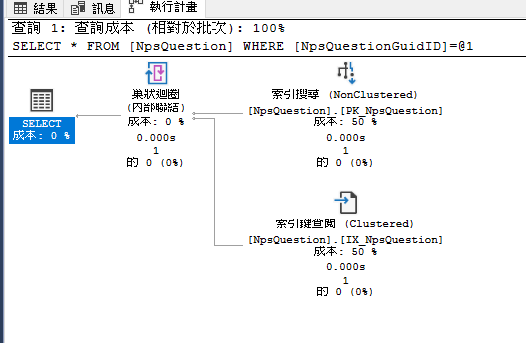 結果 訊息 執行計畫
查詢 1: 查詢成本 (相對於批次): 100%
SELECT * FROM [NpsQuestion] WHERE [NpsQuestionGuidID]=@1
SELECT
成本: 0 %
巢狀迴圈
(內部聯結)
成本: 0 %
0.000s
1
的 0 (0%)
索引搜尋 (NonClustered)
[NpsQuestion].[PK_NpsQuestion]
成本: 50 %
0.000s
1
的 0 (0%)
索引鍵查閱 (Clustered)
[NpsQuestion].[IX_NpsQuestion]
成本: 50 %
0.000s
1
的 0 (0%)